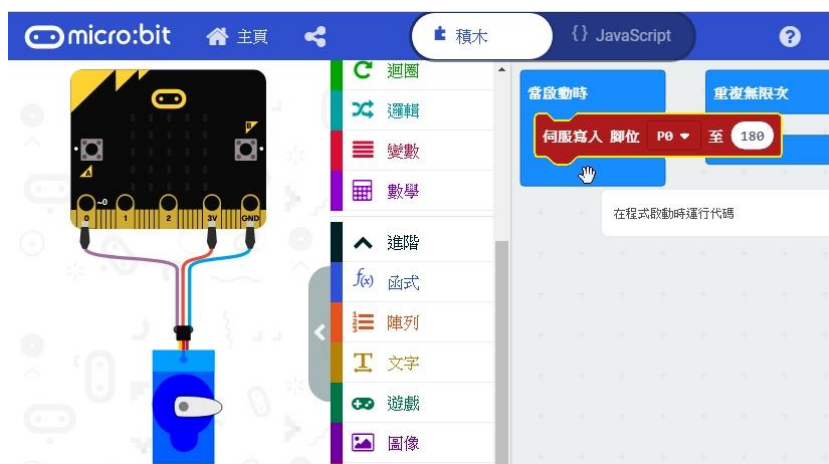 micro:bit 主頁 積木 {} JavaScript ?
迴圈
邏輯
變數
數學
進階
f(x) 函式
陣列
T 文字
遊戲
圖像
B
A
~0
0 1 2 3V GND
當啟動時
重複無限次
伺服寫入 腳位 P0 至 180
在程式啟動時運行代碼